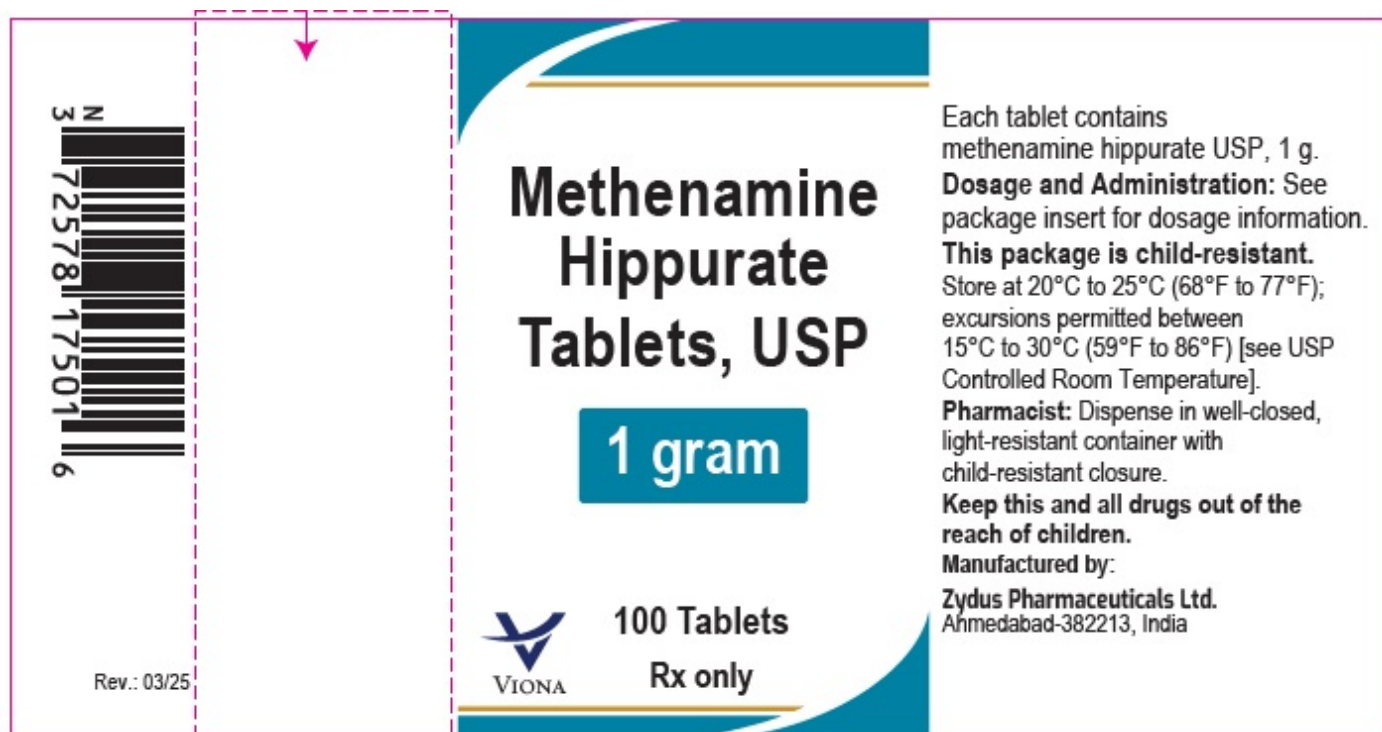 N
3
72578 17501
6
Rev.: 03/25
Methenamine
Hippurate
Tablets, USP
1 gram
100 Tablets
Rx only
VIONA
Each tablet contains
methenamine hippurate USP, 1 g.
Dosage and Administration: See
package insert for dosage information.
This package is child-resistant.
Store at 20°C to 25°C (68°F to 77°F);
excursions permitted between
15°C to 30°C (59°F to 86°F) [see USP
Controlled Room Temperature].
Pharmacist: Dispense in well-closed,
light-resistant container with
child-resistant closure.
Keep this and all drugs out of the
reach of children.
Manufactured by:
Zydus Pharmaceuticals Ltd.
Ahmedabad-382213, India